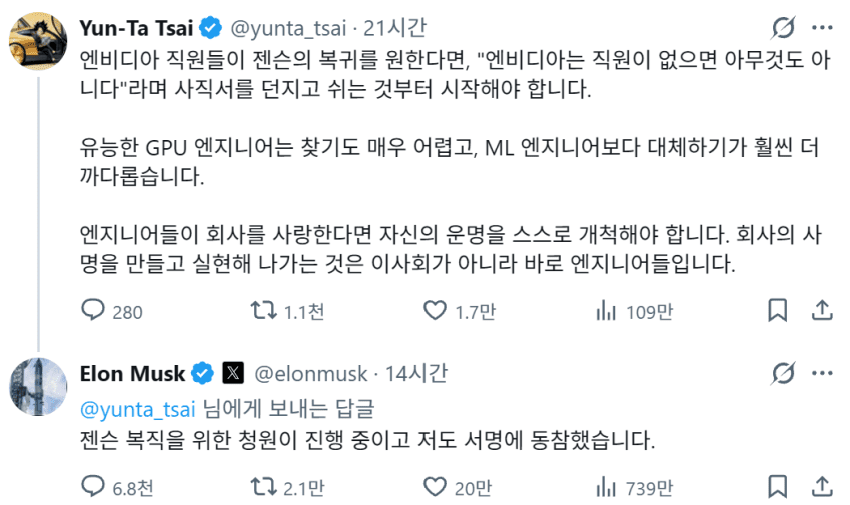 Yun-Ta Tsai @yunta_tsai · 21시간
엔비디아 직원들이 젠슨의 복귀를 원한다면, "엔비디아는 직원이 없으면 아무것도 아
니다"라며 사직서를 던지고 쉬는 것부터 시작해야 합니다.
유능한 GPU 엔지니어는 찾기도 매우 어렵고, ML 엔지니어보다 대체하기가 훨씬 더
까다롭습니다.
엔지니어들이 회사를 사랑한다면 자신의 운명을 스스로 개척해야 합니다. 회사의 사
명을 만들고 실현해 나가는 것은 이사회가 아니라 바로 엔지니어들입니다.
280 1.1천 1.7만 109만
Elon Musk @elonmusk · 14시간
@yunta_tsai 님에게 보내는 답글
젠슨 복직을 위한 청원이 진행 중이고 저도 서명에 동참했습니다.
6.8천 2.1만 20만 739만